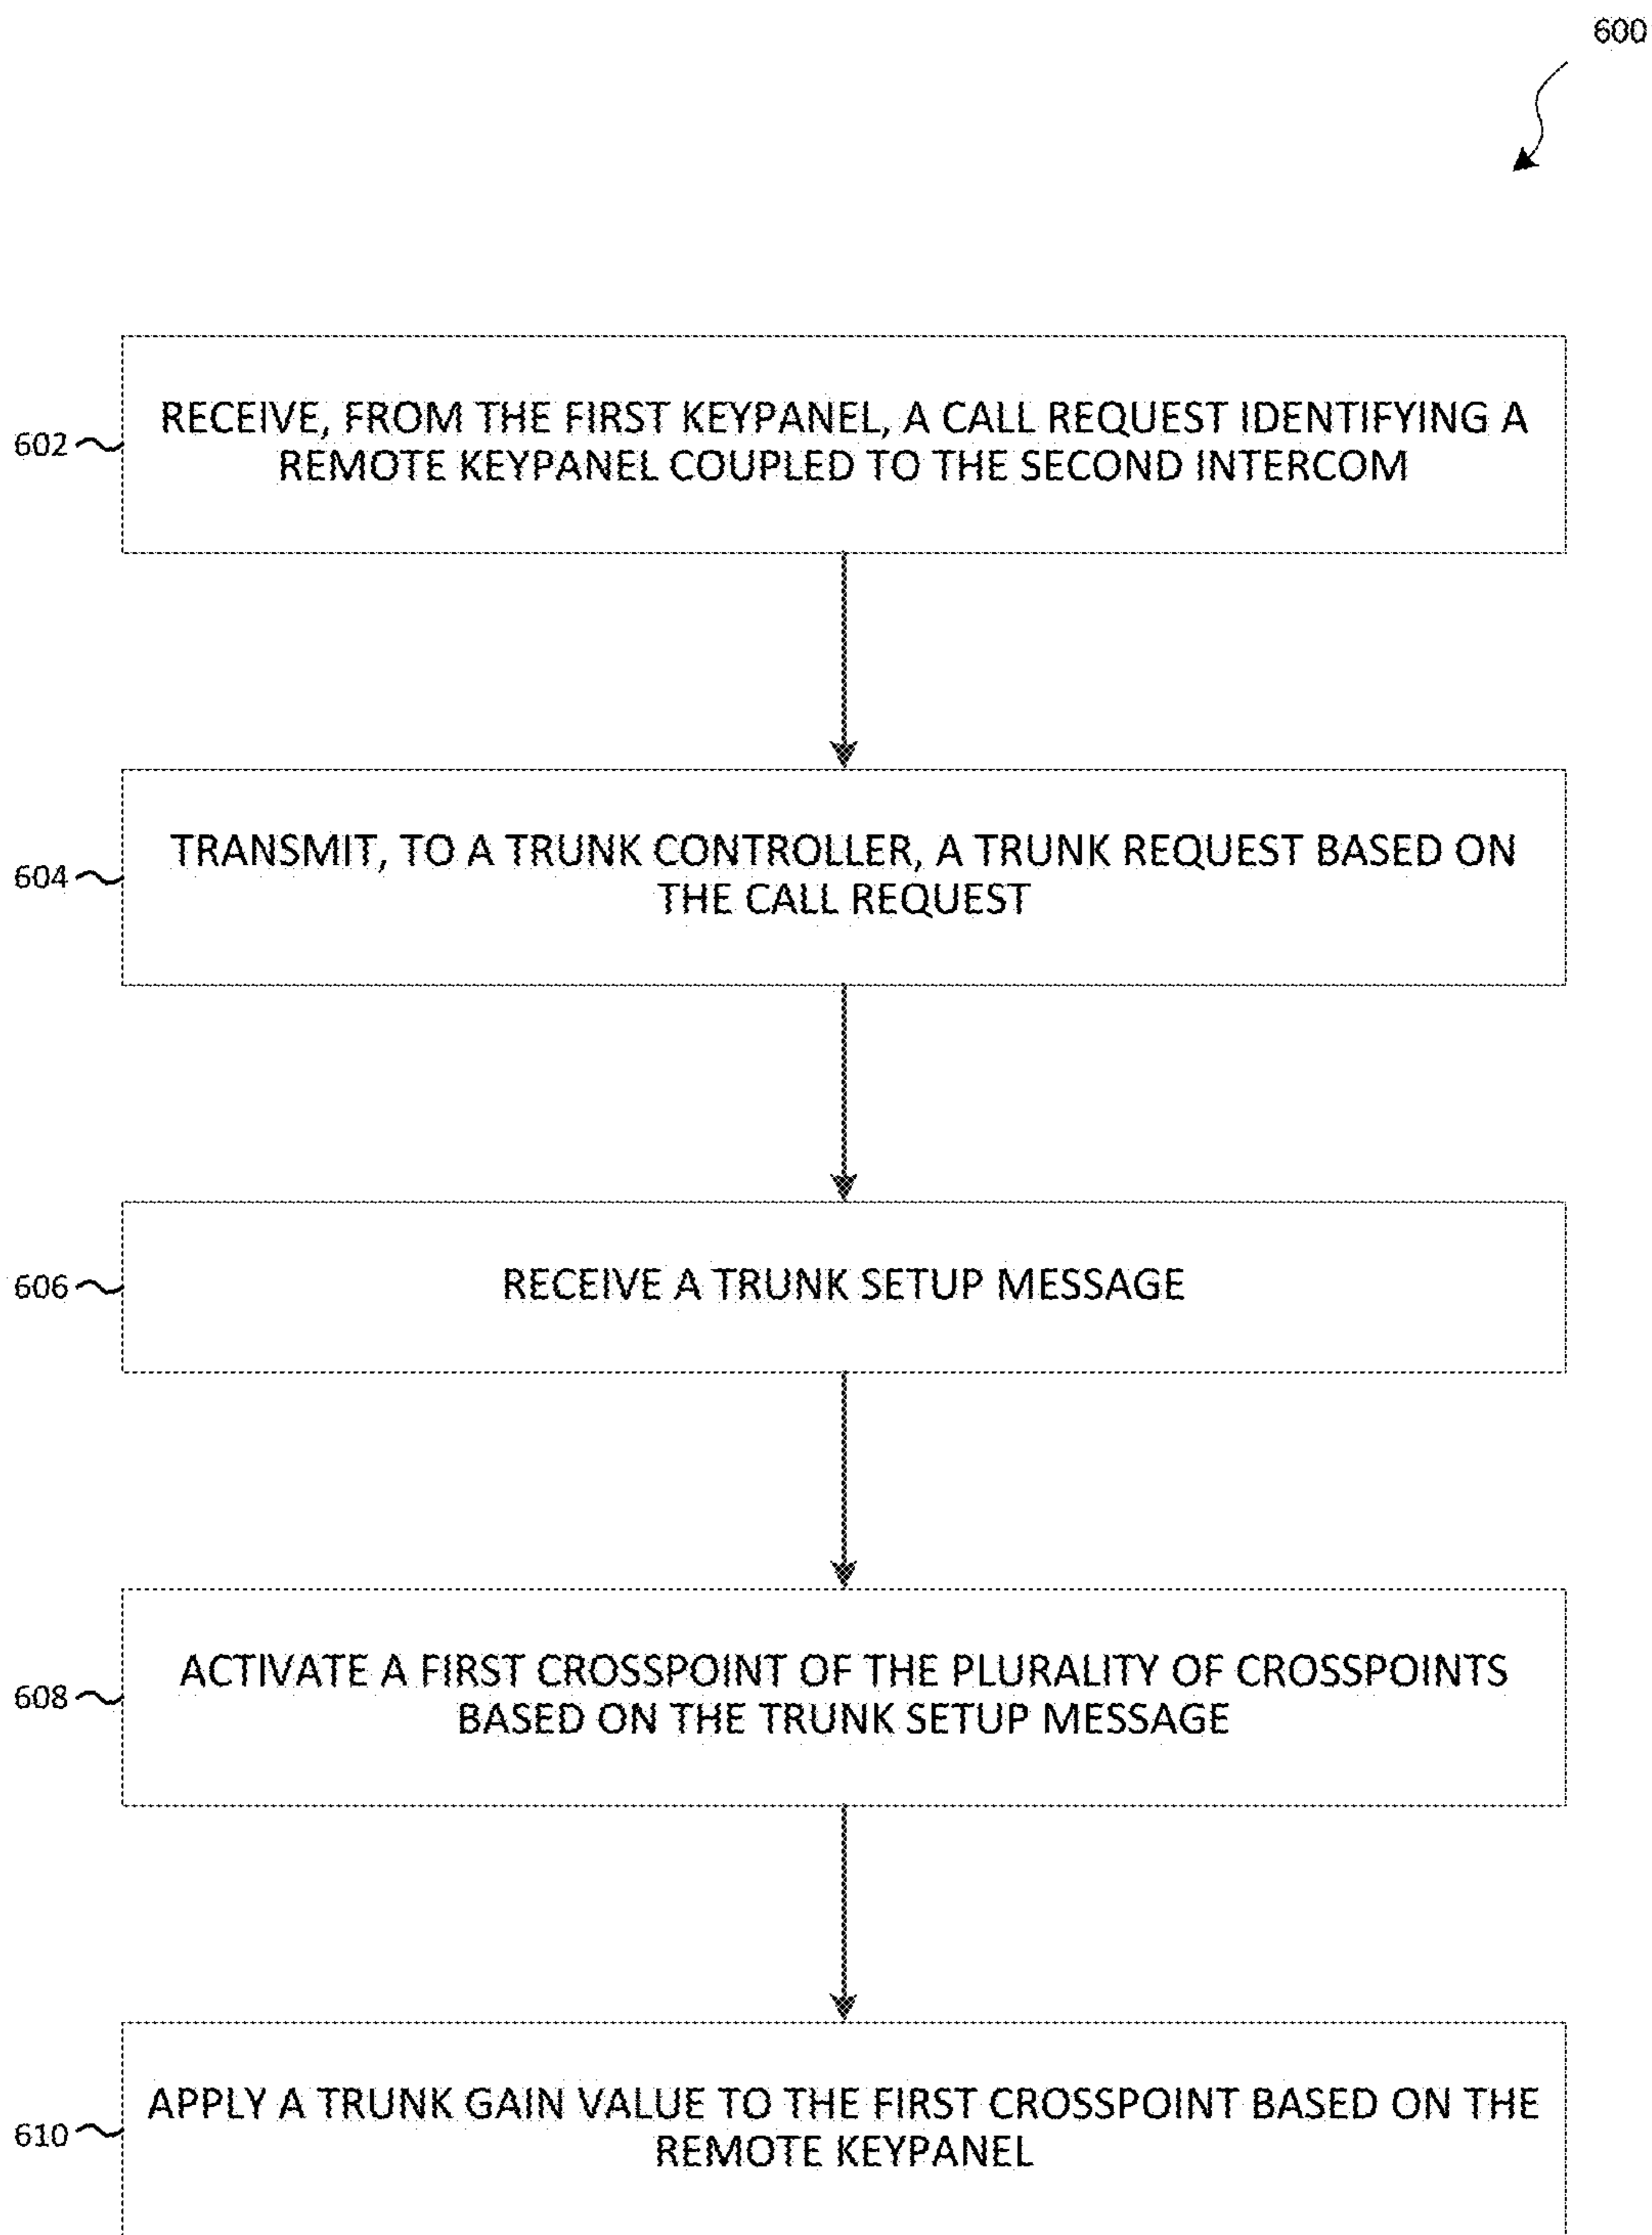 600
602
RECEIVE, FROM THE FIRST KEYPANEL, A CALL REQUEST IDENTIFYING A
REMOTE KEYPANEL COUPLED TO THE SECOND INTERCOM
604
TRANSMIT, TO A TRUNK CONTROLLER, A TRUNK REQUEST BASED ON
THE CALL REQUEST
606
RECEIVE A TRUNK SETUP MESSAGE
608
ACTIVATE A FIRST CROSSPOINT OF THE PLURALITY OF CROSSPOINTS
BASED ON THE TRUNK SETUP MESSAGE
610
APPLY A TRUNK GAIN VALUE TO THE FIRST CROSSPOINT BASED ON THE
REMOTE KEYPANEL